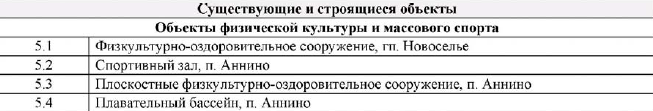 Существующие и строящиеся объекты
Объекты физической культуры и массового спорта
5.1 Физкультурно-оздоровительное сооружение, гп. Новоселье
5.2 Спортивный зал, п. Аннино
5.3 Плоскостные физкультурно-оздоровительное сооружение, п. Аннино
5.4 Плавательный бассейн, п. Аннино